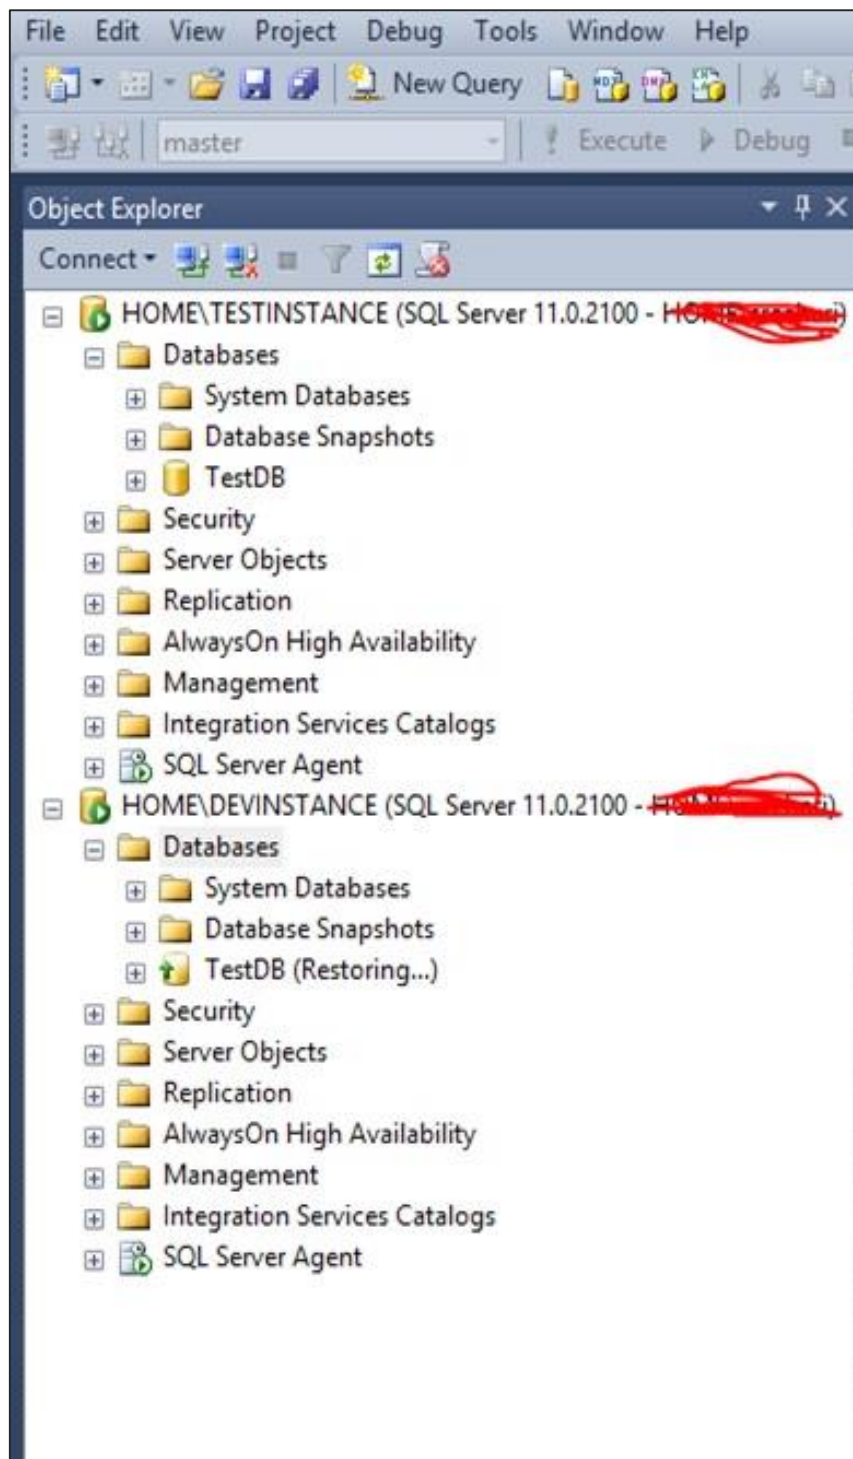 File Edit View Project Debug Tools Window Help
New Query MDX DMX
master Execute Debug
Object Explorer
Connect
HOME\TESTINSTANCE (SQL Server 11.0.2100 -
Databases
System Databases
Database Snapshots
TestDB
Security
Server Objects
Replication
AlwaysOn High Availability
Management
Integration Services Catalogs
SQL Server Agent
HOME\DEVINSTANCE (SQL Server 11.0.2100 -
Databases
System Databases
Database Snapshots
TestDB (Restoring...)
Security
Server Objects
Replication
AlwaysOn High Availability
Management
Integration Services Catalogs
SQL Server Agent